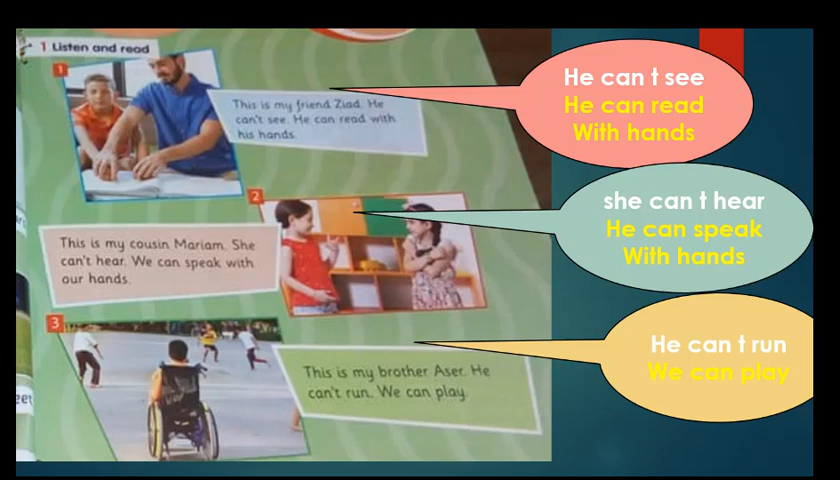 1 Listen and read
1
This is my friend Ziad. He
can't see. He can read with
his hands.
He can t see
He can read
With hands
2
This is my cousin Mariam. She
can't hear. We can speak with
our hands.
she can t hear
He can speak
With hands
3
This is my brother Aser. He
can't run. We can play.
He can t run
We can play